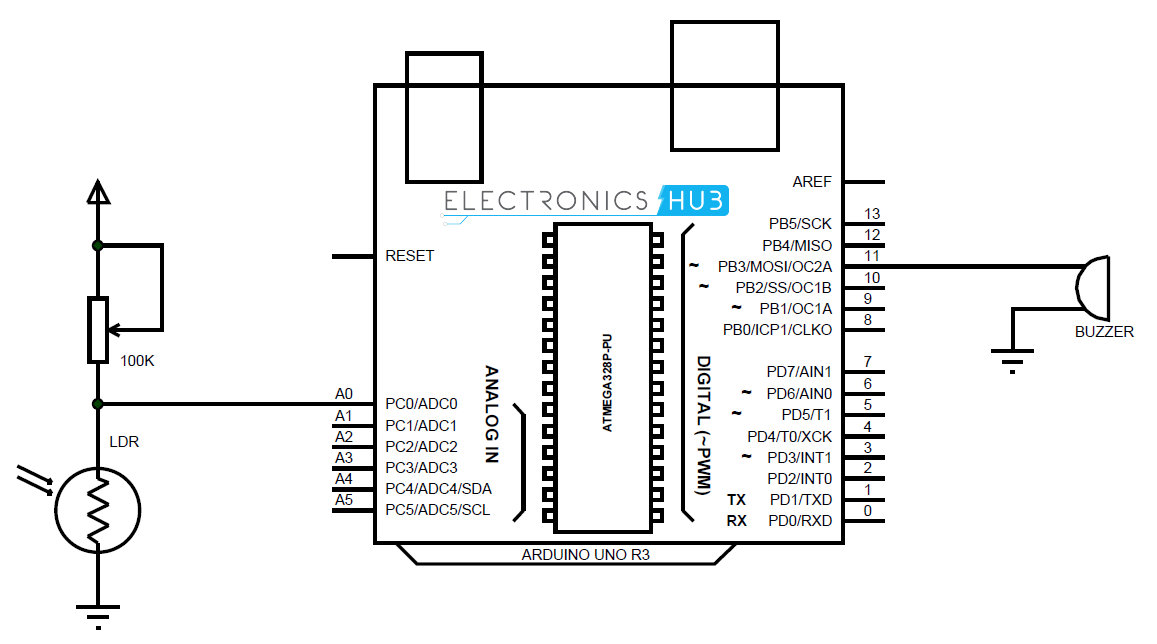 ELECTRONICS HUB
AREF
13
PB5/SCK
12
PB4/MISO
11
~ PB3/MOSI/OC2A
10
~ PB2/SS/OC1B
9
~ PB1/OC1A
8
PB0/ICP1/CLKO
RESET
BUZZER
100K
ATMEGA328P-PU
DIGITAL (~PWM)
ANALOG IN
7
PD7/AIN1
6
~ PD6/AIN0
5
~ PD5/T1
4
PD4/T0/XCK
3
~ PD3/INT1
2
PD2/INT0
1
TX PD1/TXD
0
RX PD0/RXD
A0
PC0/ADC0
A1
PC1/ADC1
A2
PC2/ADC2
A3
PC3/ADC3
A4
PC4/ADC4/SDA
A5
PC5/ADC5/SCL
LDR
ARDUINO UNO R3